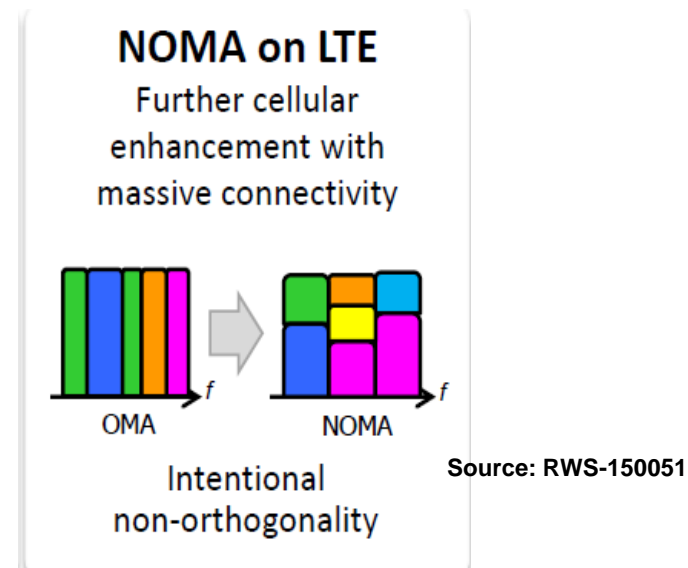 NOMA on LTE
Further cellular
enhancement with
massive connectivity
f
f
OMA
NOMA
Source: RWS-150051
Intentional
non-orthogonality